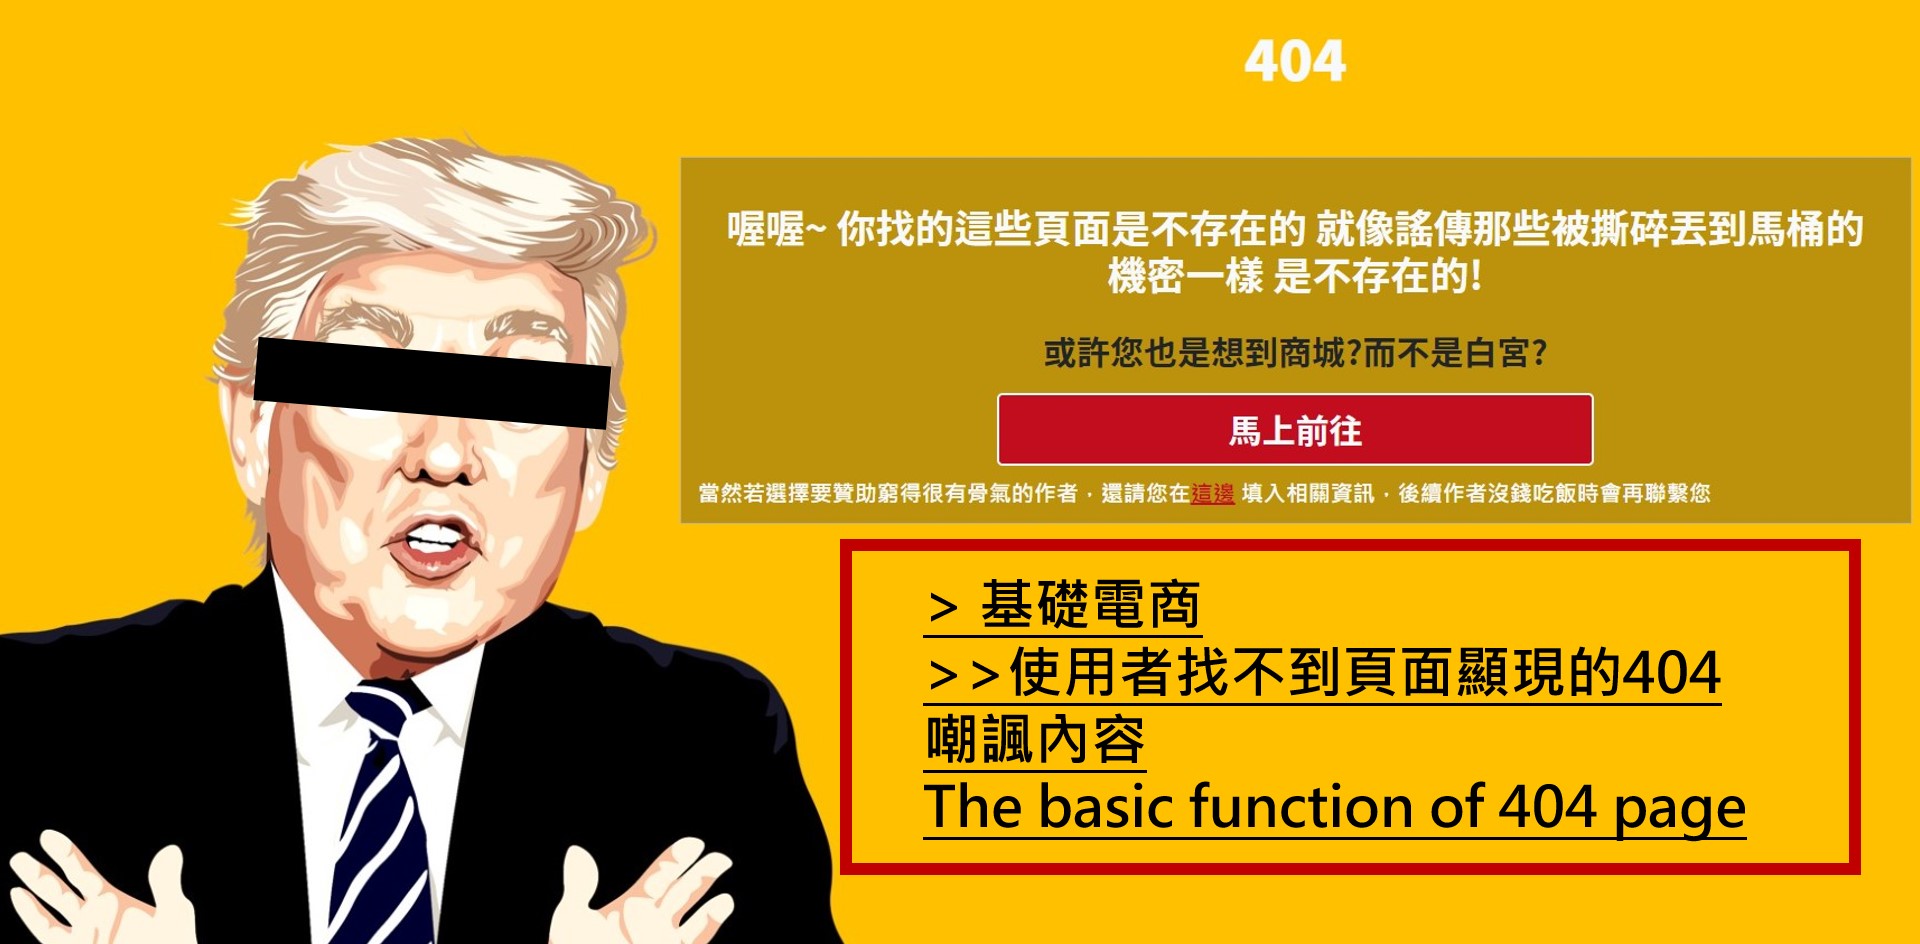 404
喔喔~ 你找的這些頁面是不存在的 就像謠傳那些被撕碎丟到馬桶的
機密一樣 是不存在的!
或許您也是想到商城?而不是白宮?
馬上前往
當然若選擇要贊助窮得很有骨氣的作者，還請您在這邊 填入相關資訊，後續作者沒錢吃飯時會再聯繫您
> 基礎電商
>>使用者找不到頁面顯現的404
嘲諷內容
The basic function of 404 page